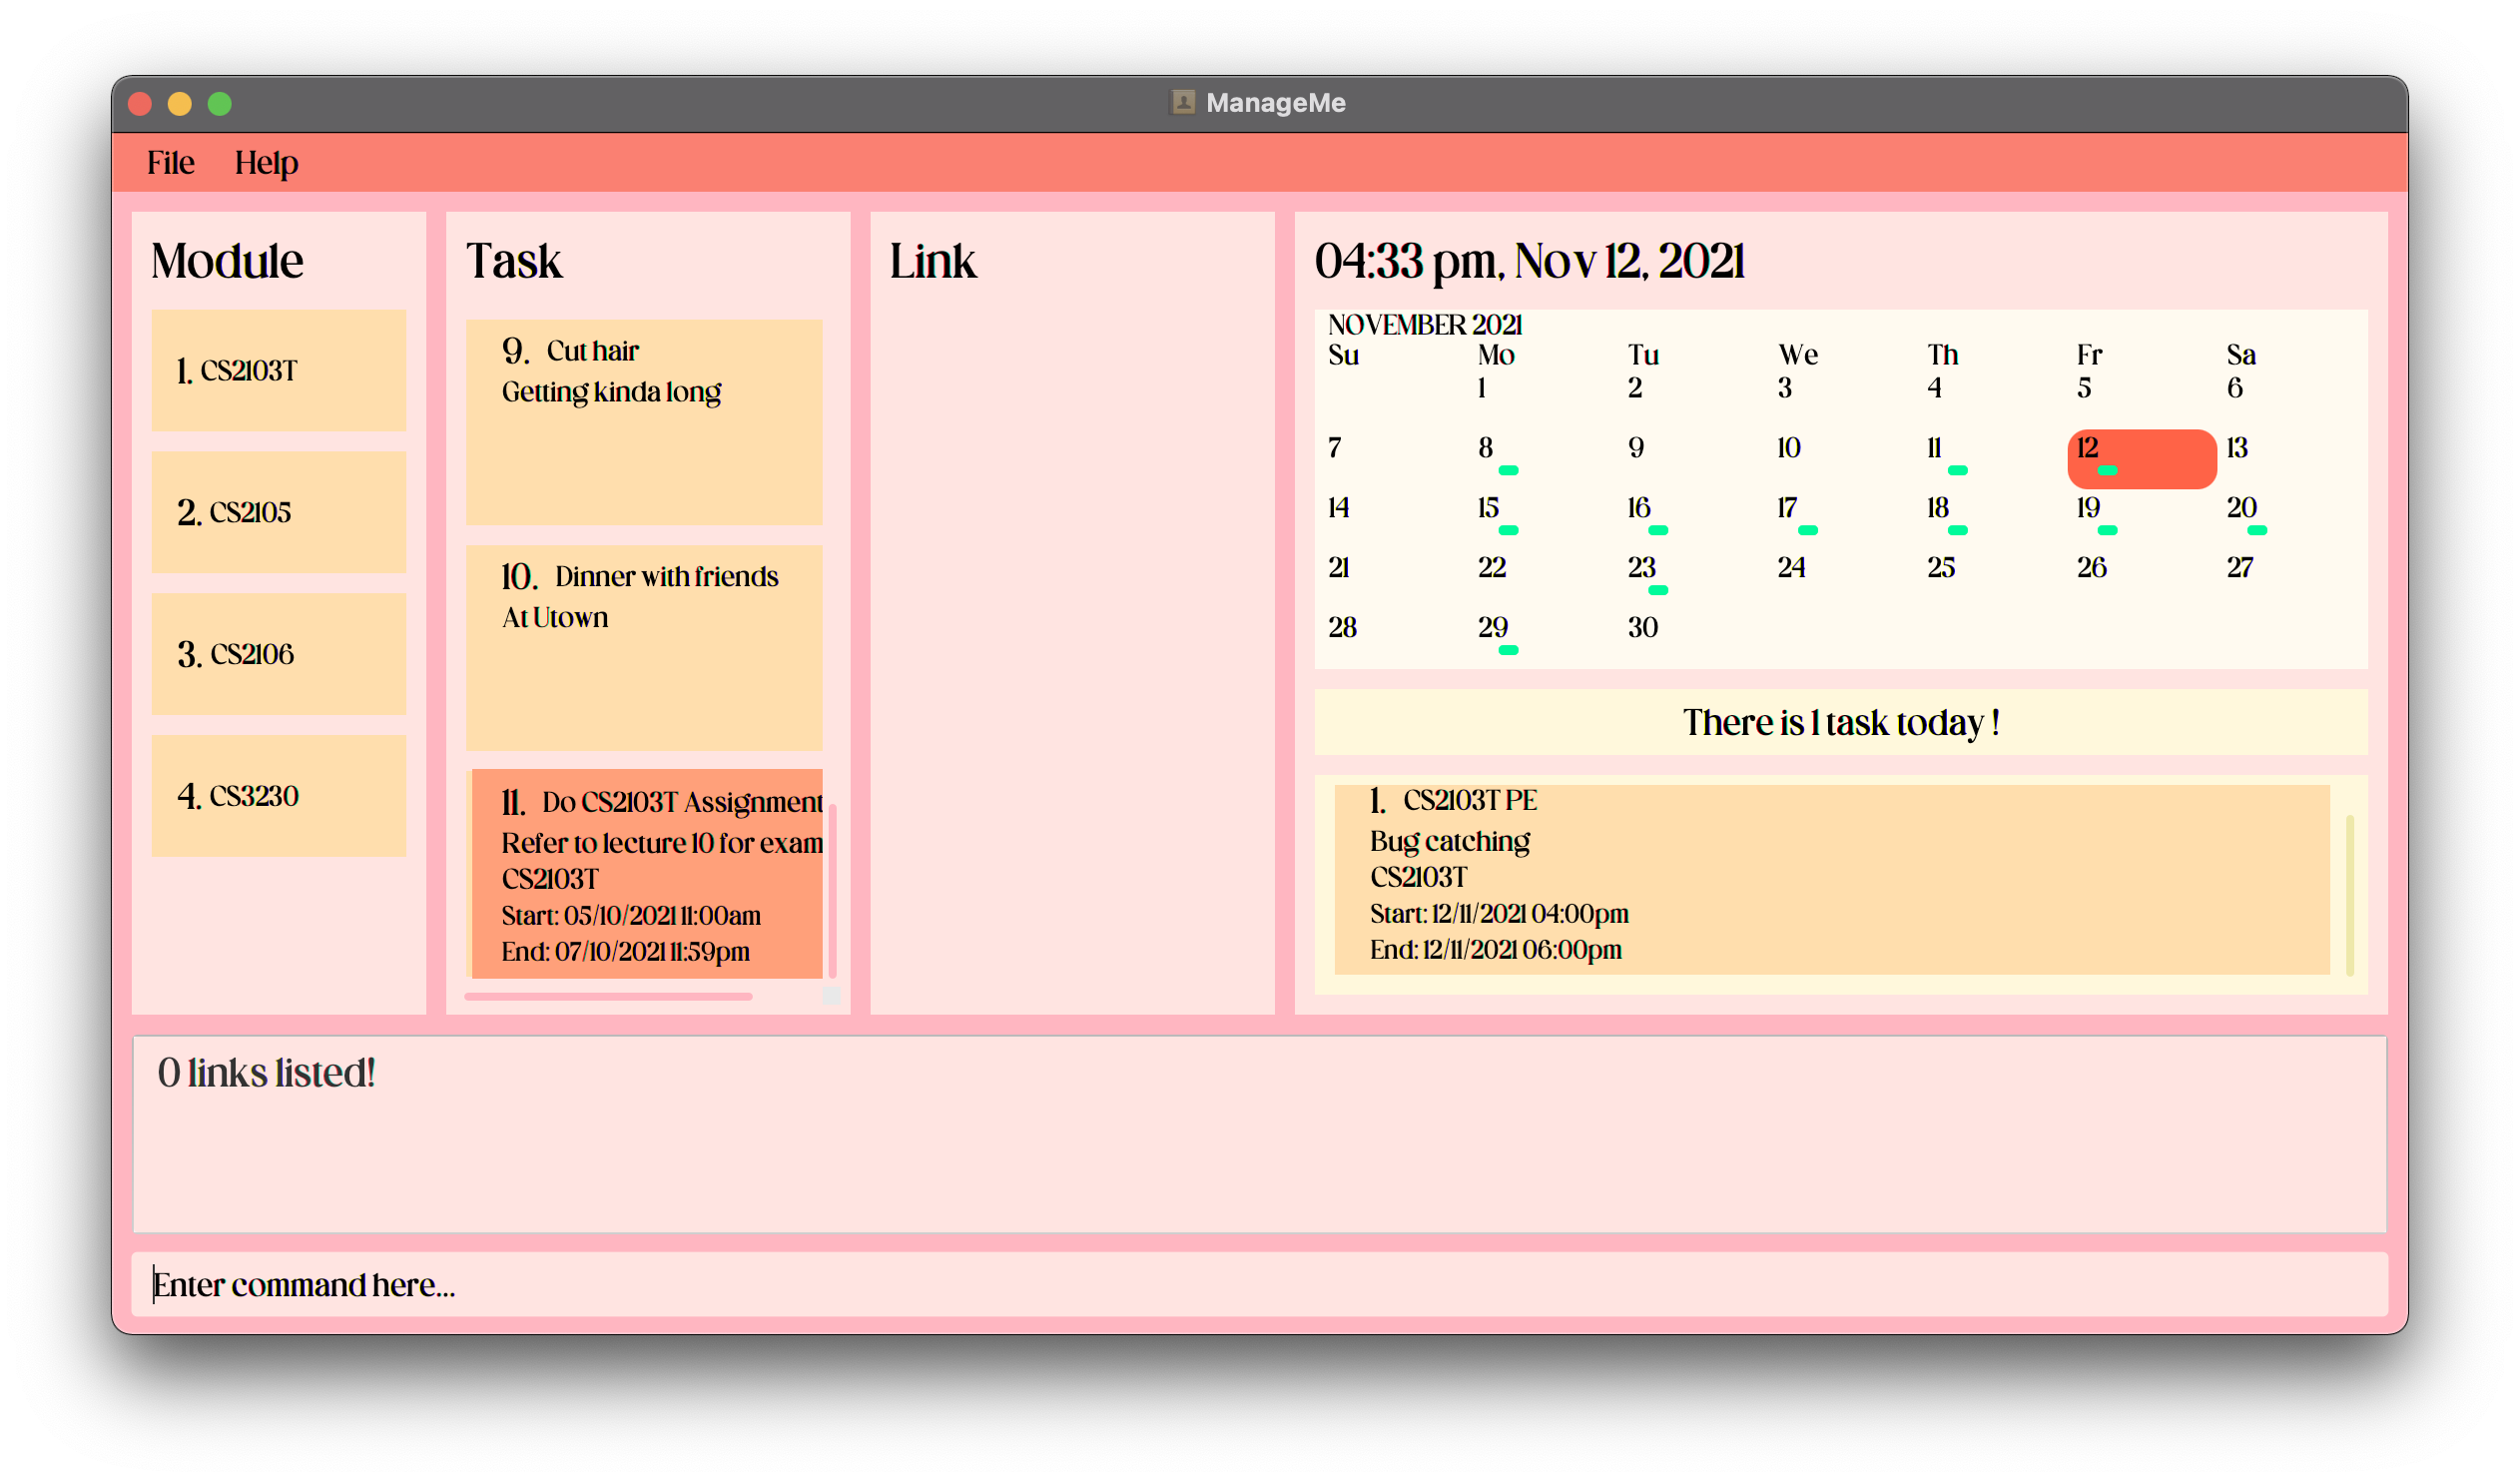 ManageMe
File Help
Module
1. CS2103T
2. CS2105
3. CS2106
4. CS3230
Task
9. Cut hair
Getting kinda long
10. Dinner with friends
At Utown
11. Do CS2103T Assignment
Refer to lecture 10 for exam
CS2103T
Start: 05/10/2021 11:00am
End: 07/10/2021 11:59pm
Link
04:33 pm, Nov 12, 2021
NOVEMBER 2021
Su Mo Tu We Th Fr Sa
1 2 3 4 5 6
7 8 9 10 11 12 13
14 15 16 17 18 19 20
21 22 23 24 25 26 27
28 29 30
There is 1 task today !
1. CS2103T PE
Bug catching
CS2103T
Start: 12/11/2021 04:00pm
End: 12/11/2021 06:00pm
0 links listed!
Enter command here...